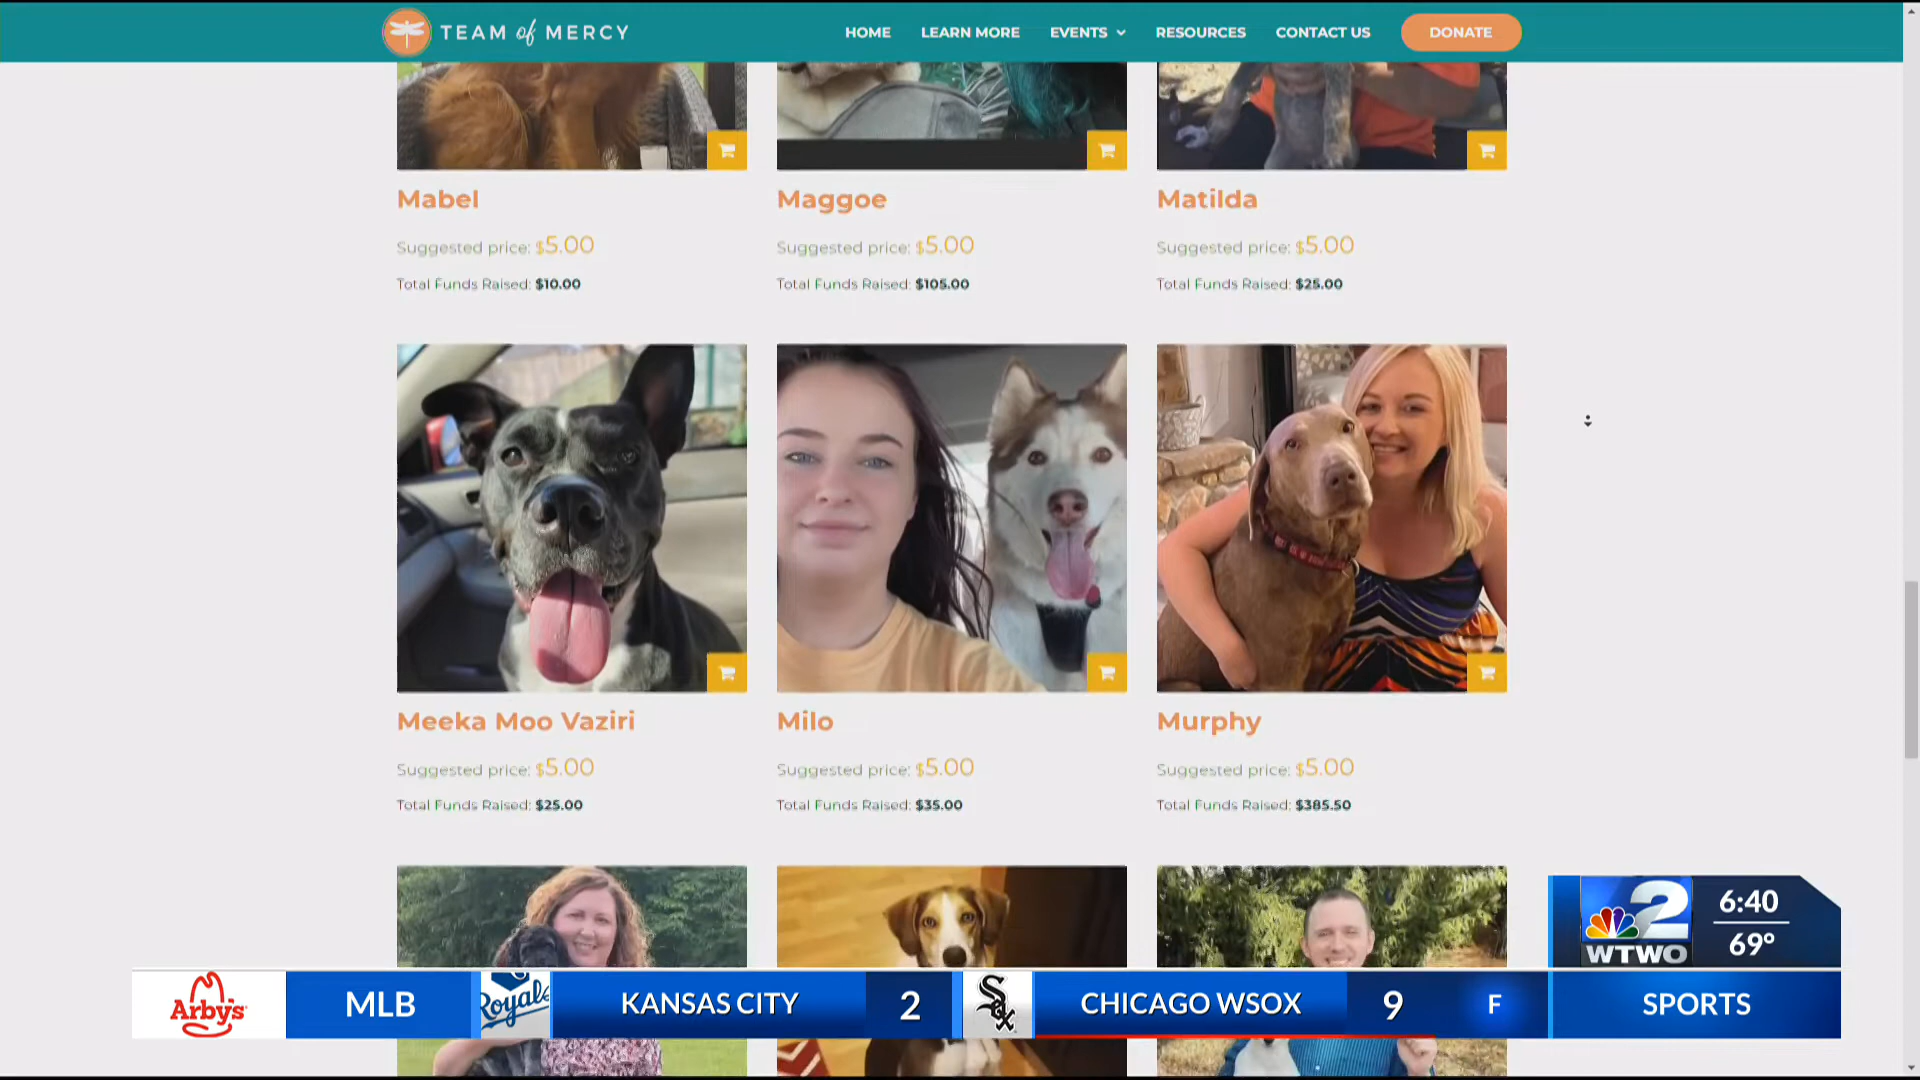 TEAM of MERCY
HOME LEARN MORE EVENTS RESOURCES CONTACT US DONATE
Mabel
Suggested price: $5.00
Total Funds Raised: $10.00
Maggoe
Suggested price: $5.00
Total Funds Raised: $105.00
Matilda
Suggested price: $5.00
Total Funds Raised: $25.00
Meeka Moo Vaziri
Suggested price: $5.00
Total Funds Raised: $25.00
Milo
Suggested price: $5.00
Total Funds Raised: $35.00
Murphy
Suggested price: $5.00
Total Funds Raised: $385.50
2
WTWO
6:40
69°
Arby's
MLB
Royals
KANSAS CITY 2
Sox
CHICAGO WSOX 9 F
SPORTS